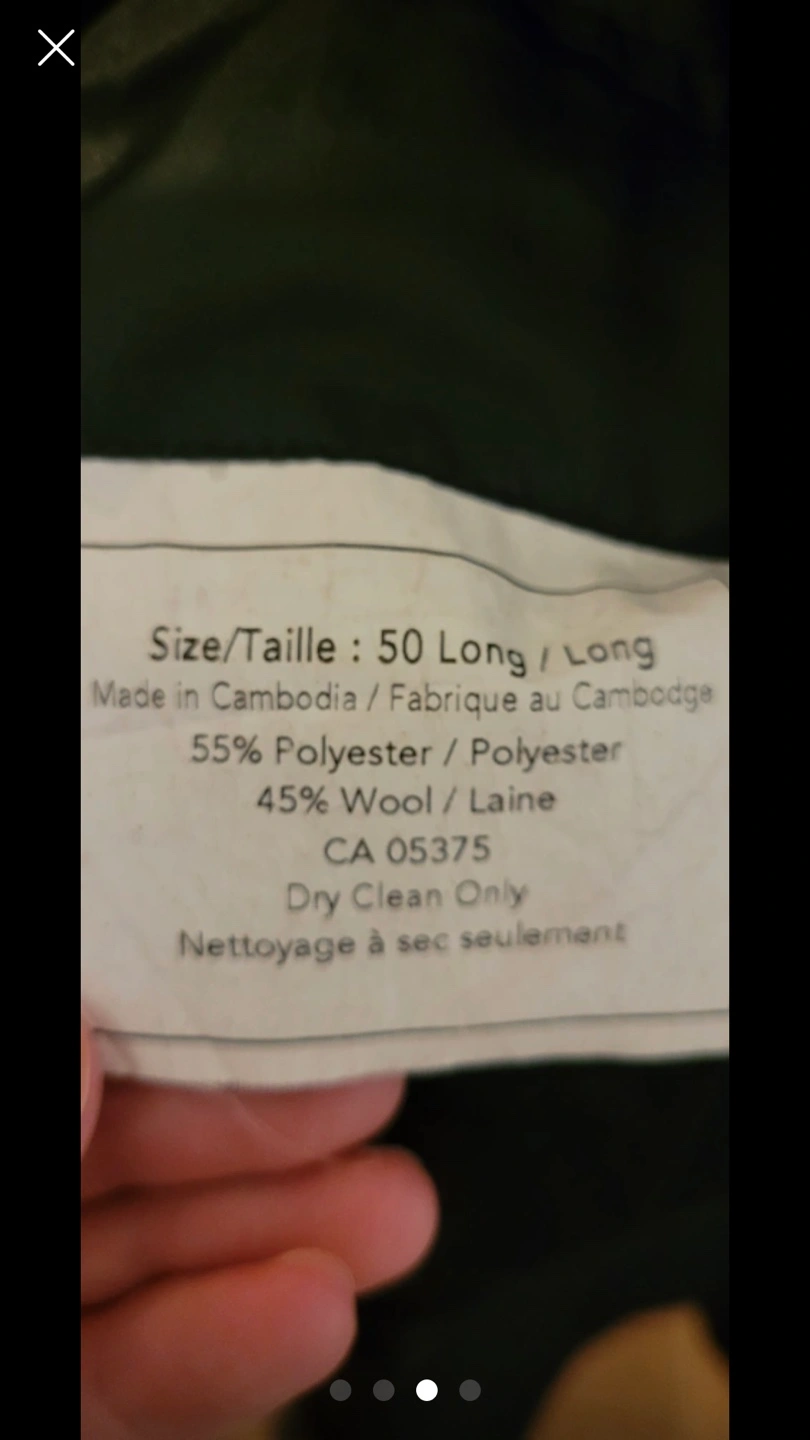 Size/Taille : 50 Long / Long
Made in Cambodia / Fabrique au Cambodge
55% Polyester / Polyester
45% Wool / Laine
CA 05375
Dry Clean Only
Nettoyage à sec seulement